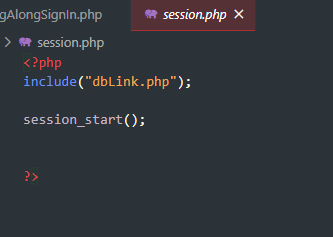 gAlongSignIn.php session.php ×
> session.php
<?php
include("dbLink.php");
session_start();
?>